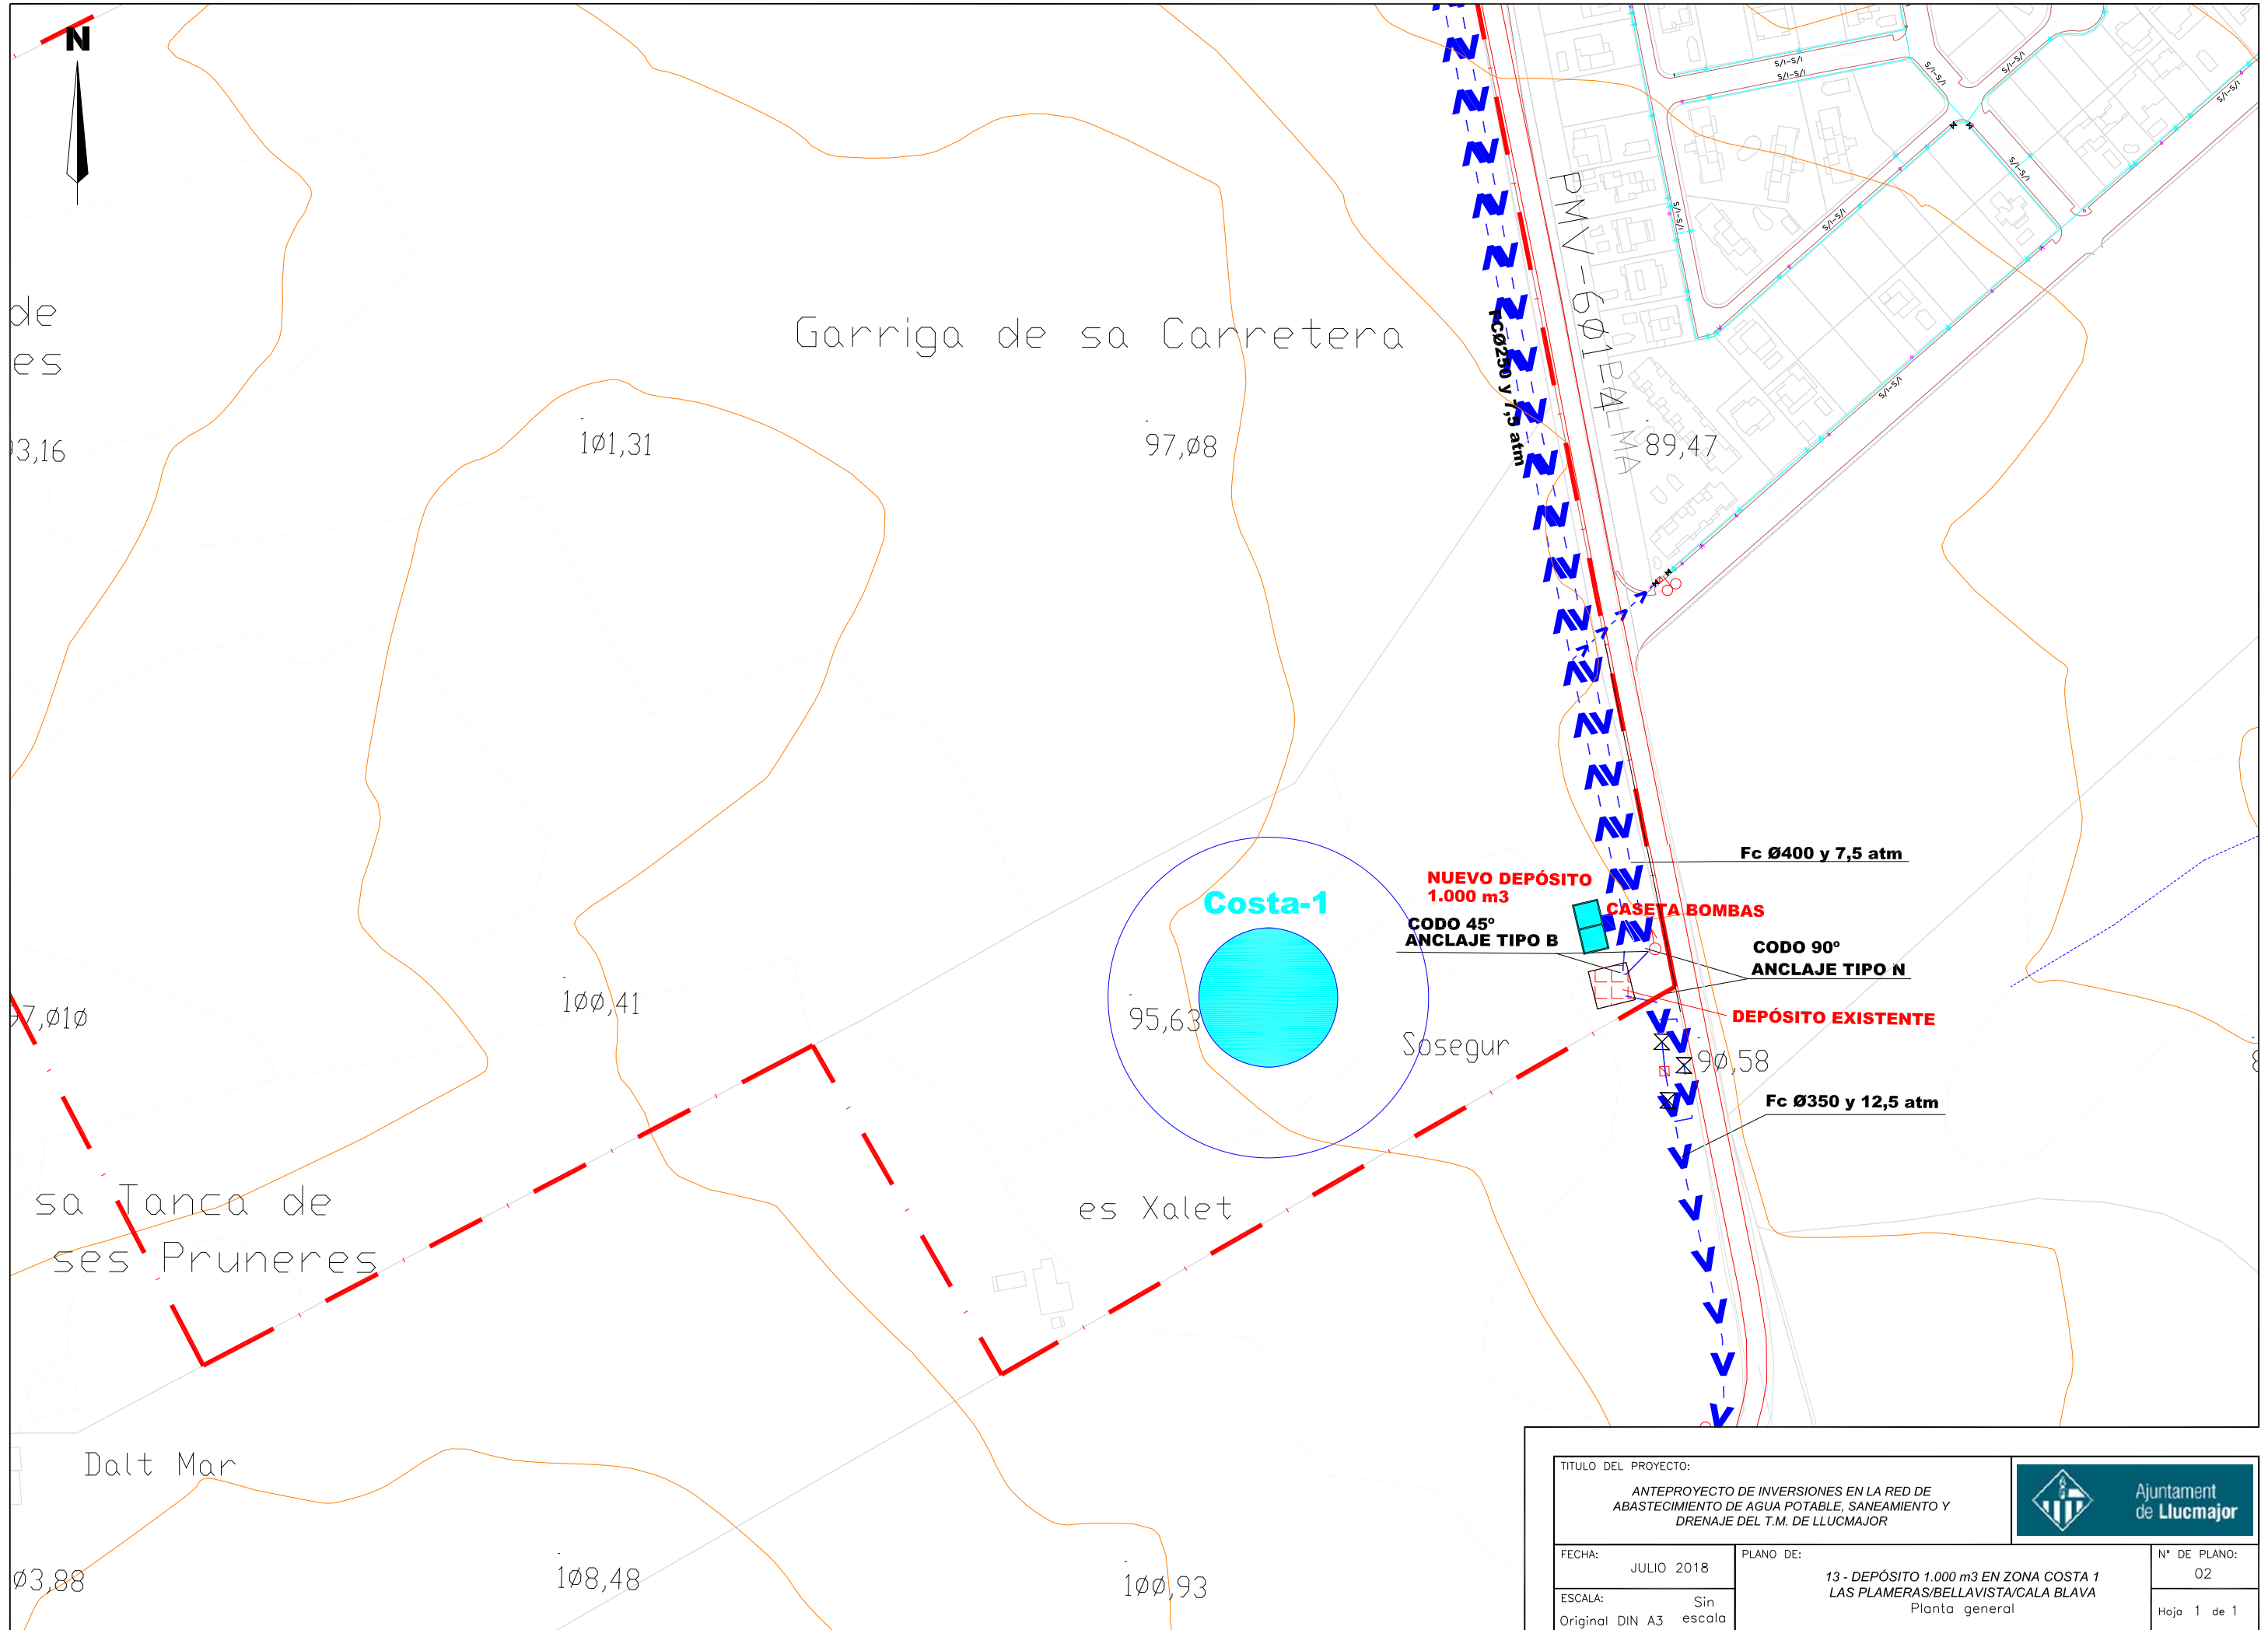 N
de
es
Garriga de sa Carretera
PMV-6014
PALMA
S/I-S/I
S/I-S/I
S/I-S/I
S/I-S/I
S/I-S/I
S/I-S/I
S/I-S/I
S/I-S/I
S/I-S/I
FCØ250 y 7,5 atm
93,16
101,31
97,08
89,47
Fc Ø400 y 7,5 atm
NUEVO DEPÓSITO
1.000 m3
CASETA BOMBAS
Costa-1
CODO 45º
ANCLAJE TIPO B
CODO 90º
ANCLAJE TIPO N
DEPÓSITO EXISTENTE
97,010
100,41
95,63
Sosegur
90,58
Fc Ø350 y 12,5 atm
sa Tanca de
ses Pruneres
es Xalet
Dalt Mar
03,88
108,48
100,93
TITULO DEL PROYECTO:
ANTEPROYECTO DE INVERSIONES EN LA RED DE
ABASTECIMIENTO DE AGUA POTABLE, SANEAMIENTO Y
DRENAJE DEL T.M. DE LLUCMAJOR
Ajuntament
de Llucmajor
FECHA:
JULIO 2018
PLANO DE:
13 - DEPÓSITO 1.000 m3 EN ZONA COSTA 1
LAS PLAMERAS/BELLAVISTA/CALA BLAVA
Planta general
Nº DE PLANO:
02
ESCALA:
Original DIN A3
Sin
escala
Hoja 1 de 1